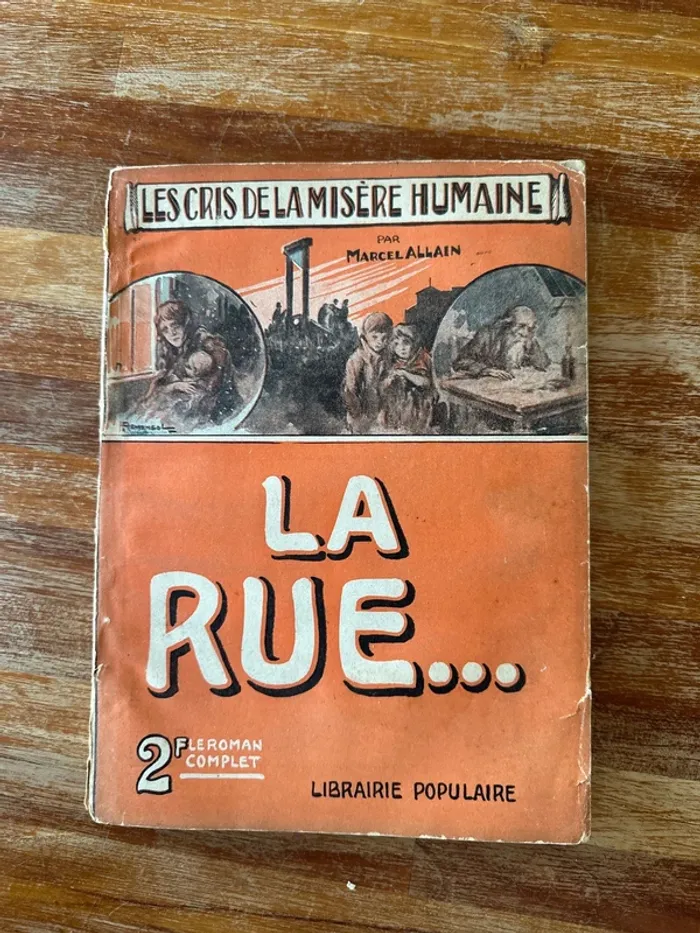 LES CRIS DE LA MISÈRE HUMAINE
PAR
MARCEL ALLAIN
LA
RUE...
2F LE ROMAN
COMPLET
LIBRAIRIE POPULAIRE